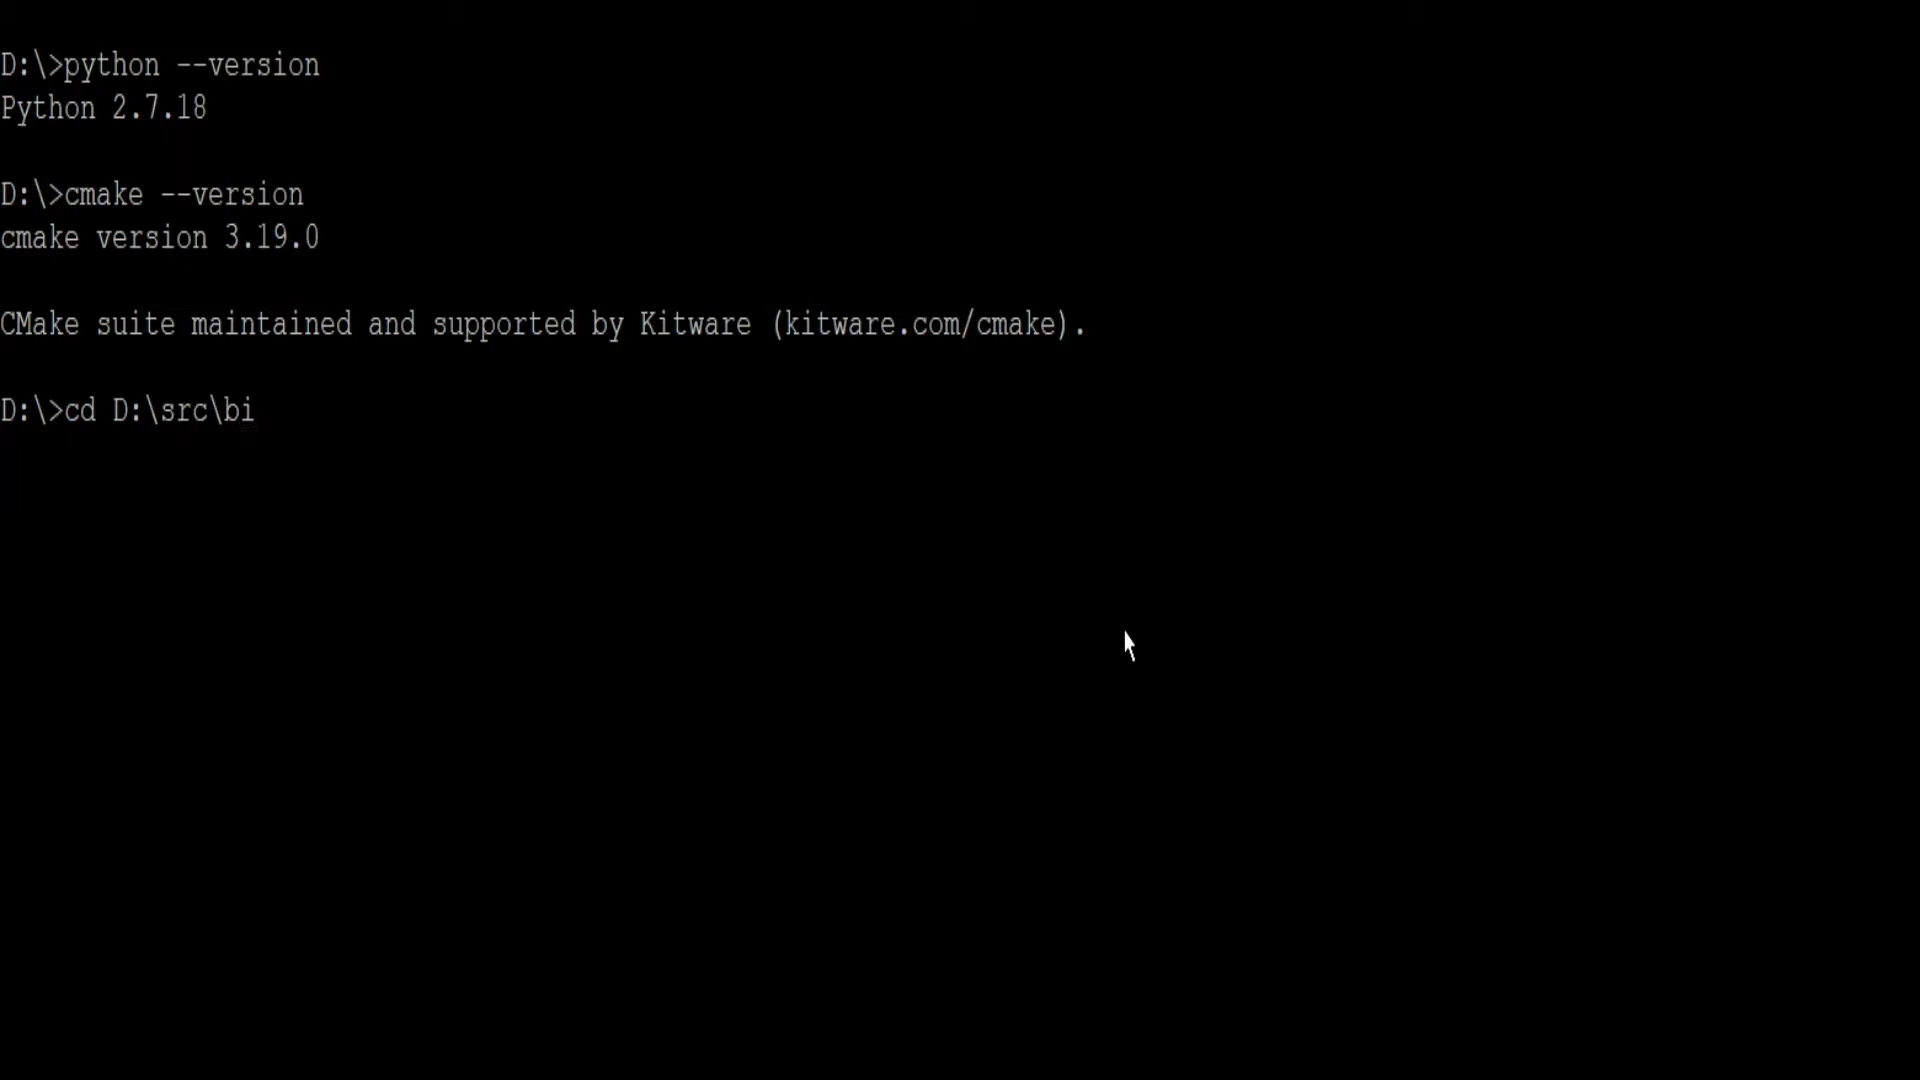 D:\>python --version
Python 2.7.18
D:\>cmake --version
cmake version 3.19.0
CMake suite maintained and supported by Kitware (kitware.com/cmake).
D:\>cd D:\src\bi